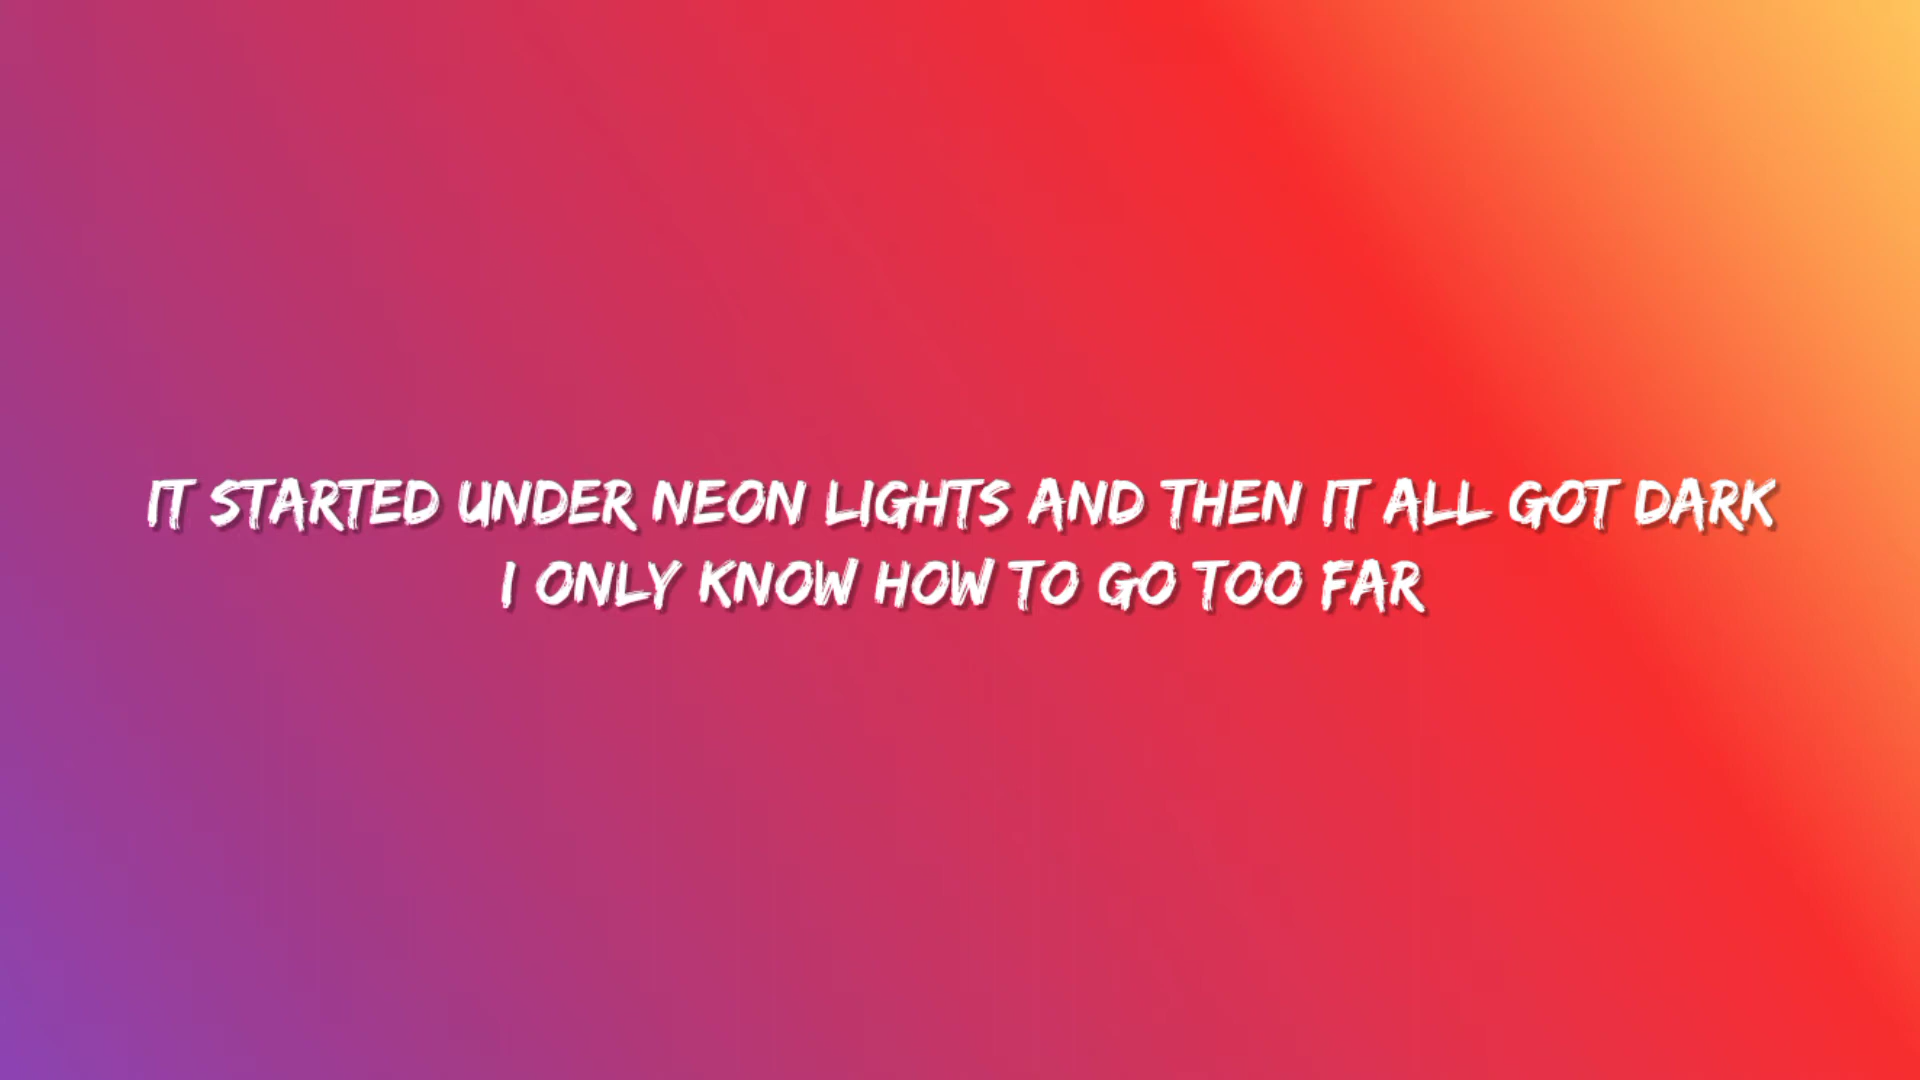 IT STARTED UNDER NEON LIGHTS AND THEN IT ALL GOT DARK
I ONLY KNOW HOW TO GO TOO FAR